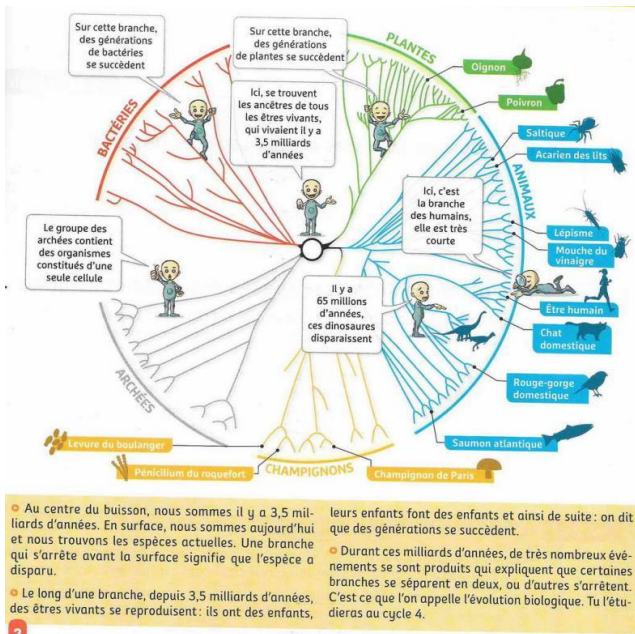 Sur cette branche,
des générations
de bactéries
se succèdent
Sur cette branche,
des générations
de plantes se succèdent
Ici, se trouvent
les ancêtres de tous
les êtres vivants,
qui vivaient il y a
3,5 milliards
d'années
BACTÉRIES
PLANTES
Oignon
Poivron
Saltique
Acarien des lits
ANIMAUX
Ici, c'est
la branche
des humains,
elle est très
courte
Lépisme
Mouche du
vinaigre
Être humain
Chat
domestique
Le groupe des
archées contient
des organismes
constitués d'une
seule cellule
Il y a
65 millions
d'années,
ces dinosaures
disparaissent
Rouge-gorge
domestique
ARCHÉES
Saumon atlantique
Levure du boulanger
Pénicilium du roquefort
CHAMPIGNONS
Champignon de Paris
Au centre du buisson, nous sommes il y a 3,5 mil-
liards d'années. En surface, nous sommes aujourd'hui
et nous trouvons les espèces actuelles. Une branche
qui s'arrête avant la surface signifie que l'espèce a
disparu.
Le long d'une branche, depuis 3,5 milliards d'années,
des êtres vivants se reproduisent : ils ont des enfants,
leurs enfants font des enfants et ainsi de suite : on dit
que des générations se succèdent.
Durant ces milliards d'années, de très nombreux évé-
nements se sont produits qui expliquent que certaines
branches se séparent en deux, ou d'autres s'arrêtent.
C'est ce que l'on appelle l'évolution biologique. Tu l'étu-
dieras au cycle 4.
2